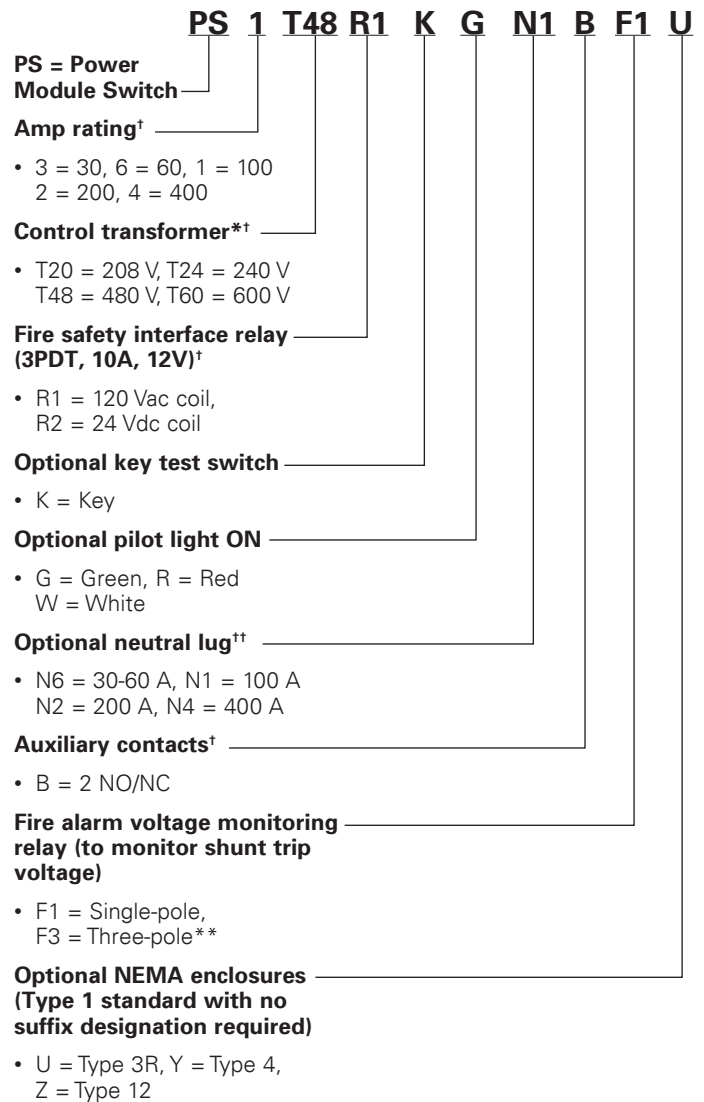 PS 1 T48 R1 K G N1 B F1 U
PS = Power
Module Switch
Amp rating†
• 3 = 30, 6 = 60, 1 = 100
2 = 200, 4 = 400
Control transformer*†
• T20 = 208 V, T24 = 240 V
T48 = 480 V, T60 = 600 V
Fire safety interface relay
(3PDT, 10A, 12V)†
• R1 = 120 Vac coil,
R2 = 24 Vdc coil
Optional key test switch
• K = Key
Optional pilot light ON
• G = Green, R = Red
W = White
Optional neutral lug††
• N6 = 30-60 A, N1 = 100 A
N2 = 200 A, N4 = 400 A
Auxiliary contacts†
• B = 2 NO/NC
Fire alarm voltage monitoring
relay (to monitor shunt trip
voltage)
• F1 = Single-pole,
F3 = Three-pole**
Optional NEMA enclosures
(Type 1 standard with no
suffix designation required)
• U = Type 3R, Y = Type 4,
Z = Type 12